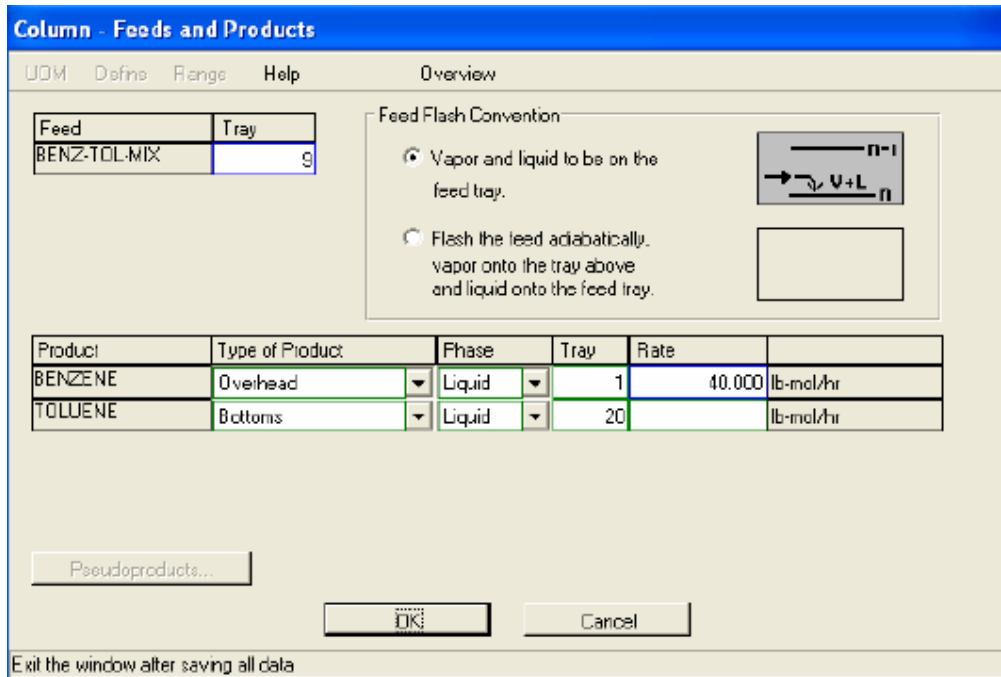 Column - Feeds and Products
UOM Define Range Help Overview
Feed Tray
BENZ-TOL-MIX 9
Feed Flash Convention
Vapor and liquid to be on the
feed tray.
n-1
V+L
n
Flash the feed adiabatically,
vapor onto the tray above
and liquid onto the feed tray.
Product Type of Product Phase Tray Rate
BENZENE Overhead Liquid 1 40.000 lb-mol/hr
TOLUENE Bottoms Liquid 20 lb-mol/hr
Pseudoproducts...
OK Cancel
Exit the window after saving all data